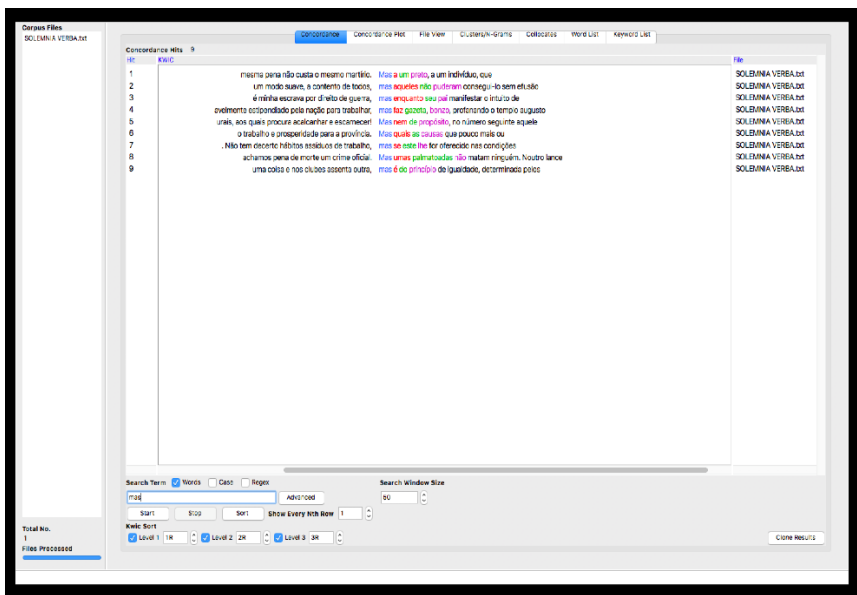 Corpus Files
SOLEMNIA VERBA.txt
Concordance Concordance Plot File View Clusters/N-Grams Collocates Word List Keyword List
Concordance Hits 9
Hit KWIC File
1 mesma pena não custa o mesmo martírio. Mas a um preto, a um indivíduo, que SOLEMNIA VERBA.txt
2 um modo suave, a contento de todos, mas aqueles não puderam consegui-lo sem efusão SOLEMNIA VERBA.txt
3 é minha escrava por direito de guerra, mas enquanto seu pai manifestar o intuito de SOLEMNIA VERBA.txt
4 avelmente estipendiado pela nação para trabalhar, mas faz gazeta, bonzo, profanando o templo augusto SOLEMNIA VERBA.txt
5 urais, aos quais procura acalcanhar e escarnecer! Mas nem de propósito, no número seguinte aquele SOLEMNIA VERBA.txt
6 o trabalho e prosperidade para a província. Mas quais as causas que pouco mais ou SOLEMNIA VERBA.txt
7 . Não tem decerto hábitos assíduos de trabalho, mas se este lhe for oferecido nas condições SOLEMNIA VERBA.txt
8 achamos pena de morte um crime oficial. Mas umas palmatoadas não matam ninguém. Noutro lance SOLEMNIA VERBA.txt
9 uma coisa e nos clubes assenta outra, mas é do princípio de igualdade, determinada pelos SOLEMNIA VERBA.txt
Search Term Words Case Regex Search Window Size
mas Advanced 60
Start Stop Sort Show Every Nth Row 1
Total No.
1
Files Processed
Kwic Sort
Level 1 1R Level 2 2R Level 3 3R Clone Results